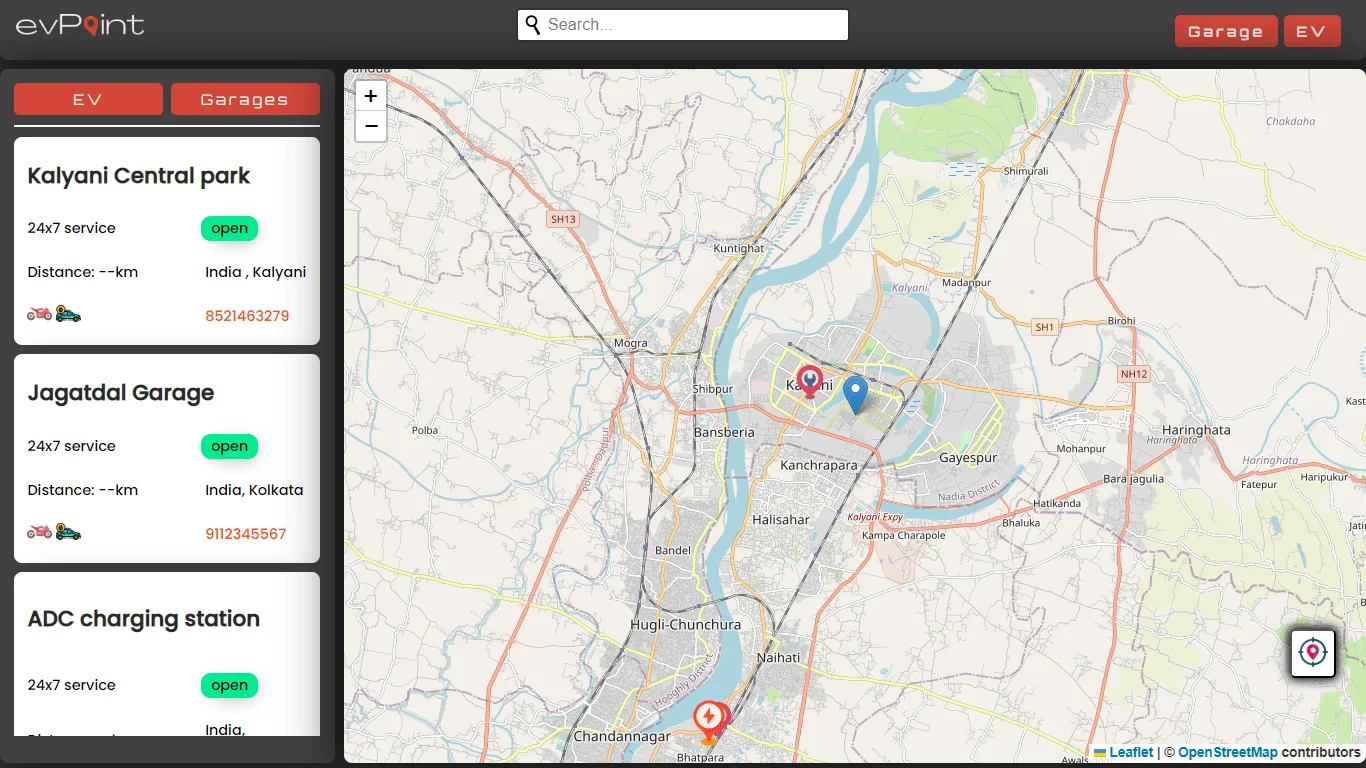 evPoint
Search...
Garage
EV
EV
Garages
Kalyani Central park
24x7 service
open
Distance: --km
India , Kalyani
8521463279
Jagatdal Garage
24x7 service
open
Distance: --km
India, Kolkata
9112345567
ADC charging station
24x7 service
open
India,
+
−
Chakdaha
Shimurali
SH13
Kuntighat
Madanpur
Kalyani
SH1
Birohi
Mogra
NH12
Shibpur
Polba
Bansberia
Haringhata
Haringhata
Mohanpur
Gayespur
Kanchrapara
Haringhata
Bara jagulia
Fatepur
Haripukur
Polba-Dadpur
Nadia District
Hatikanda
Halisahar
Kalyani Expy
Bhaluka
Kampa Charapole
Bandel
Hugli-Chunchura
Naihati
Hooghly District
Chandannagar
Bhatpara
Leaflet | © OpenStreetMap contributors